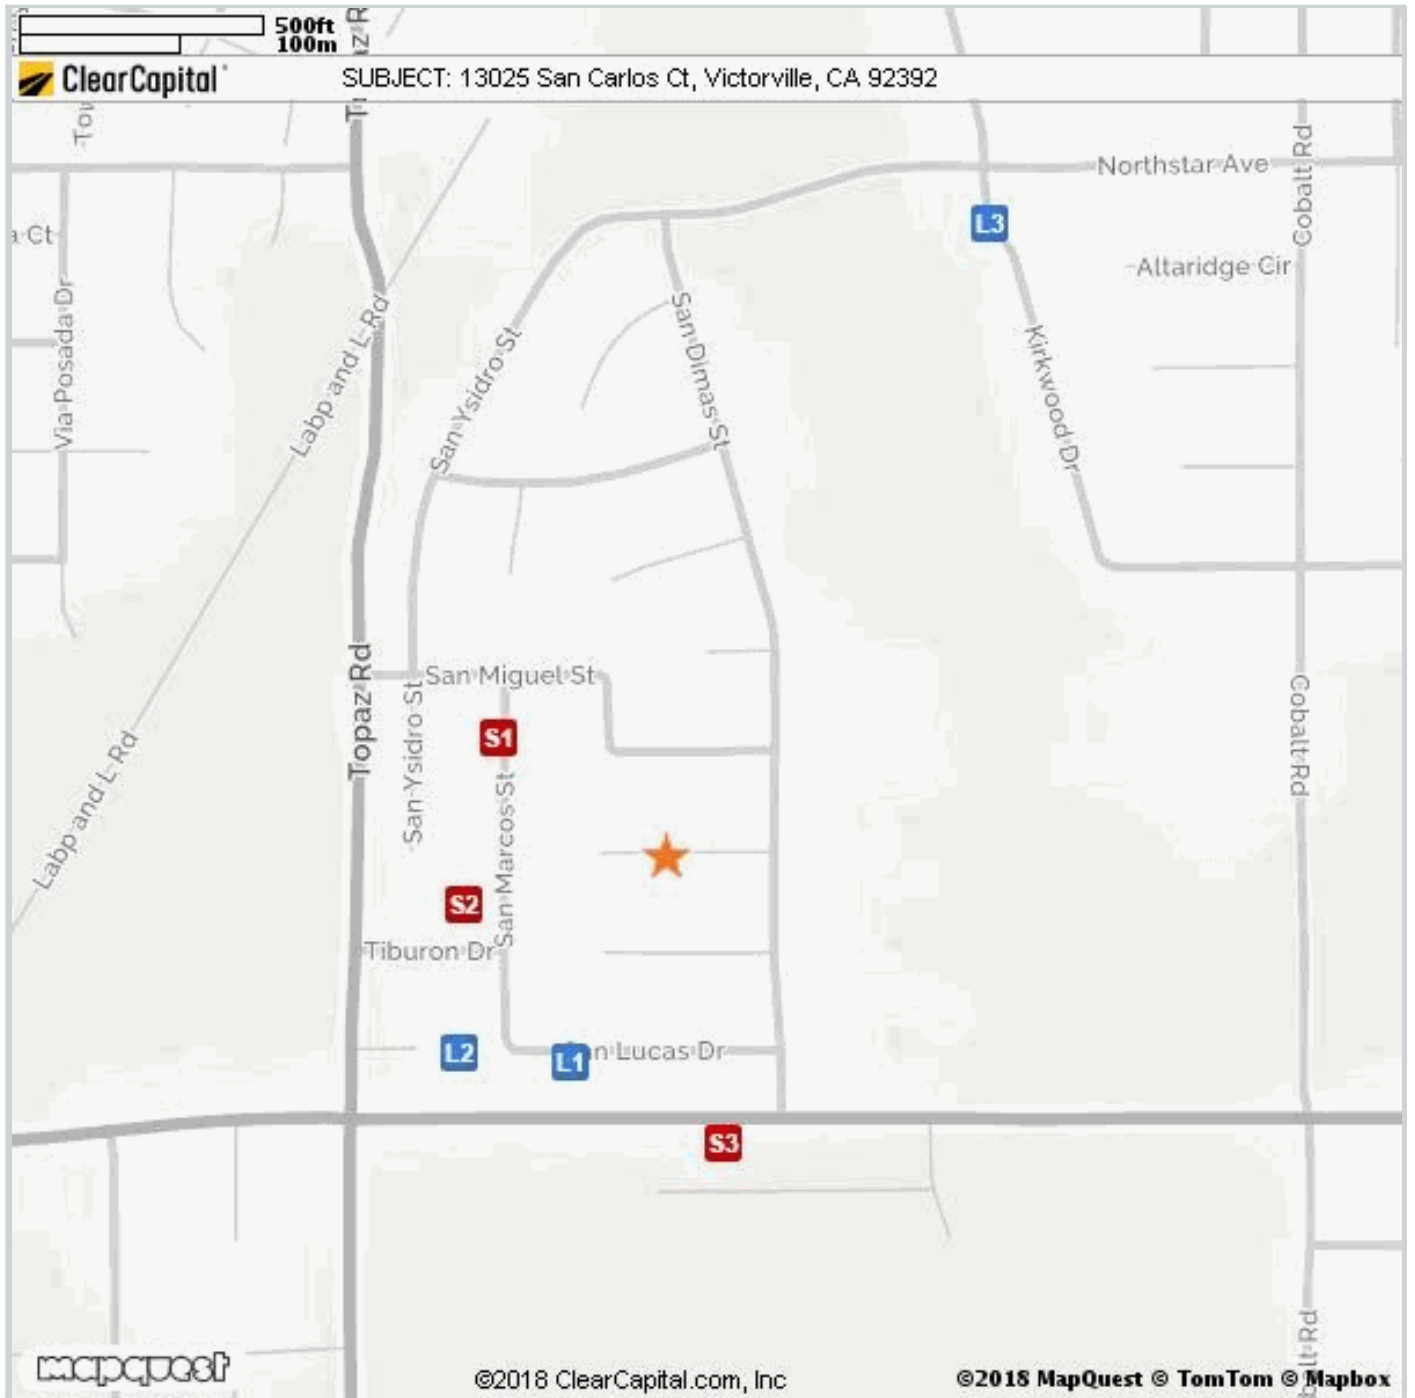 500ft
100m
ClearCapital
SUBJECT: 13025 San Carlos Ct, Victorville, CA 92392
Northstar Ave
Cobalt Rd
L3
Altaridge Cir
Via Posada Dr
Labp and L Rd
San Ysidro St
San Dimas St
Kirkwood Dr
San Miguel St
Topaz Rd
San Ysidro St
S1
Cobalt Rd
Labp and L Rd
San Marcos St
S2
Tiburon Dr
L2
L1
n Lucas Dr
S3
mapquest
©2018 ClearCapital.com, Inc
©2018 MapQuest © TomTom © Mapbox